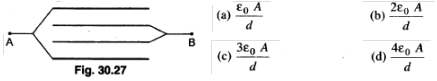 A
B
Fig. 30.27
(a) ε₀ A / d
(b) 2ε₀ A / d
(c) 3ε₀ A / d
(d) 4ε₀ A / d